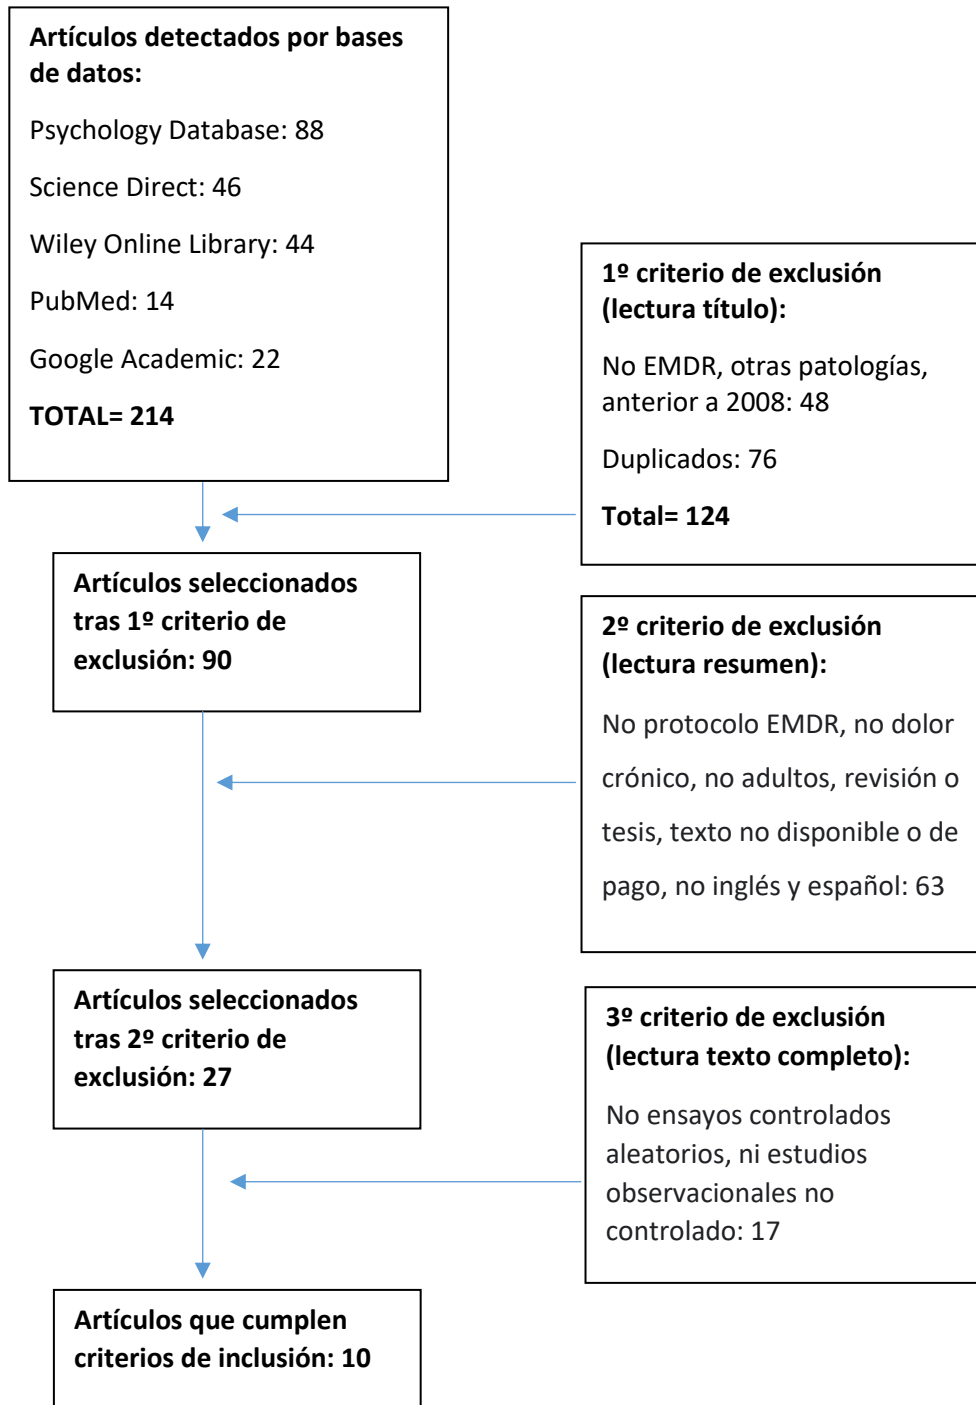 Artículos detectados por bases
de datos:
Psychology Database: 88
Science Direct: 46
Wiley Online Library: 44
PubMed: 14
Google Academic: 22
TOTAL= 214
1º criterio de exclusión
(lectura título):
No EMDR, otras patologías,
anterior a 2008: 48
Duplicados: 76
Total= 124
Artículos seleccionados
tras 1º criterio de
exclusión: 90
2º criterio de exclusión
(lectura resumen):
No protocolo EMDR, no dolor
crónico, no adultos, revisión o
tesis, texto no disponible o de
pago, no inglés y español: 63
Artículos seleccionados
tras 2º criterio de
exclusión: 27
3º criterio de exclusión
(lectura texto completo):
No ensayos controlados
aleatorios, ni estudios
observacionales no
controlado: 17
Artículos que cumplen
criterios de inclusión: 10